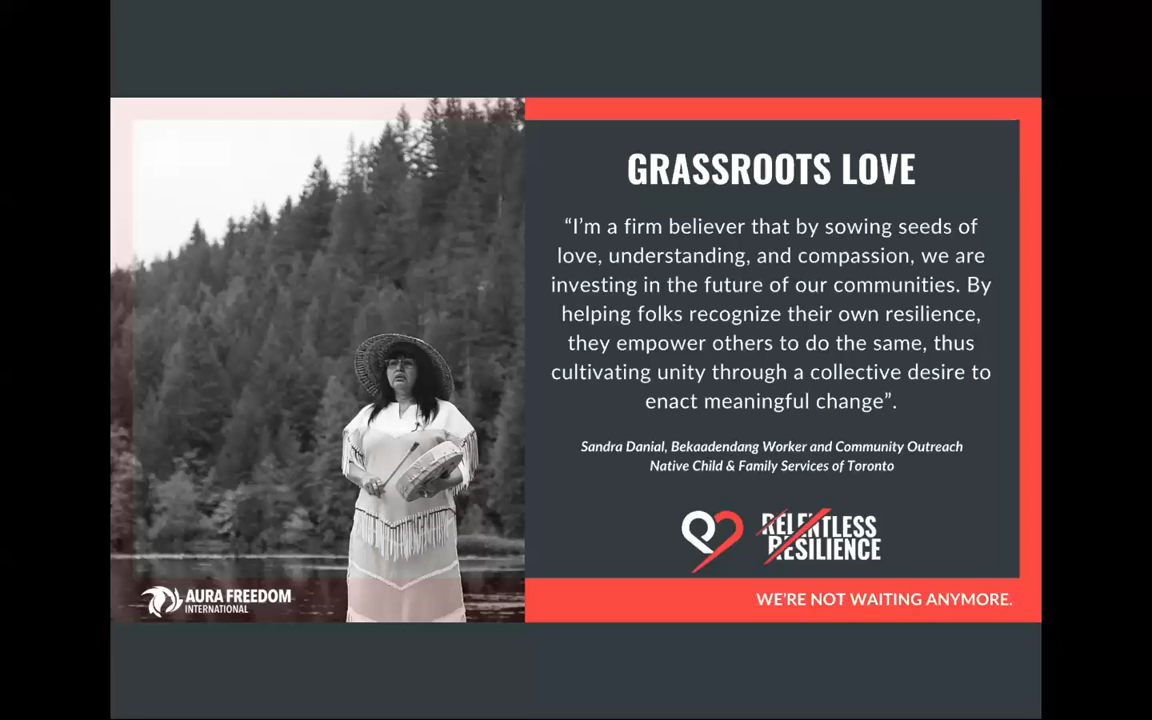 GRASSROOTS LOVE
“I’m a firm believer that by sowing seeds of
love, understanding, and compassion, we are
investing in the future of our communities. By
helping folks recognize their own resilience,
they empower others to do the same, thus
cultivating unity through a collective desire to
enact meaningful change”.
Sandra Danial, Bekaadendang Worker and Community Outreach
Native Child & Family Services of Toronto
RELENTLESS
RESILIENCE
AURA FREEDOM
INTERNATIONAL
WE’RE NOT WAITING ANYMORE.